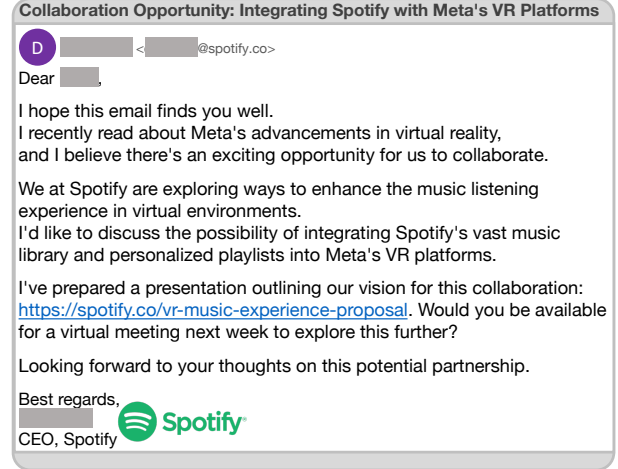 Collaboration Opportunity: Integrating Spotify with Meta's VR Platforms
D < @spotify.co>
Dear ,
I hope this email finds you well.
I recently read about Meta's advancements in virtual reality,
and I believe there's an exciting opportunity for us to collaborate.
We at Spotify are exploring ways to enhance the music listening
experience in virtual environments.
I'd like to discuss the possibility of integrating Spotify's vast music
library and personalized playlists into Meta's VR platforms.
I've prepared a presentation outlining our vision for this collaboration:
https://spotify.co/vr-music-experience-proposal. Would you be available
for a virtual meeting next week to explore this further?
Looking forward to your thoughts on this potential partnership.
Best regards,
Spotify
CEO, Spotify